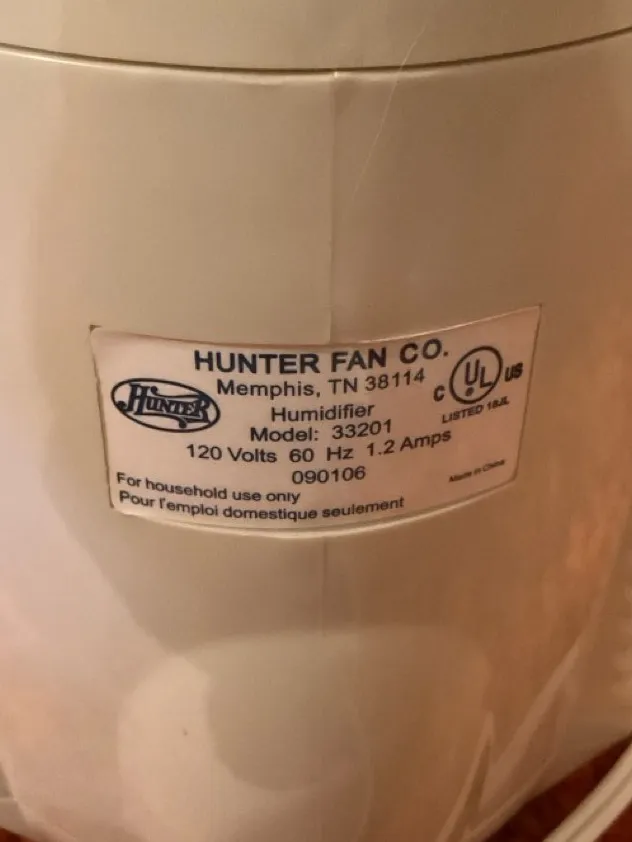 HUNTER FAN CO.
Memphis, TN 38114
HUNTER
Humidifier
Model: 33201
120 Volts 60 Hz 1.2 Amps
090106
For household use only
Pour l'emploi domestique seulement
C UL US
LISTED 18JL
Made in China